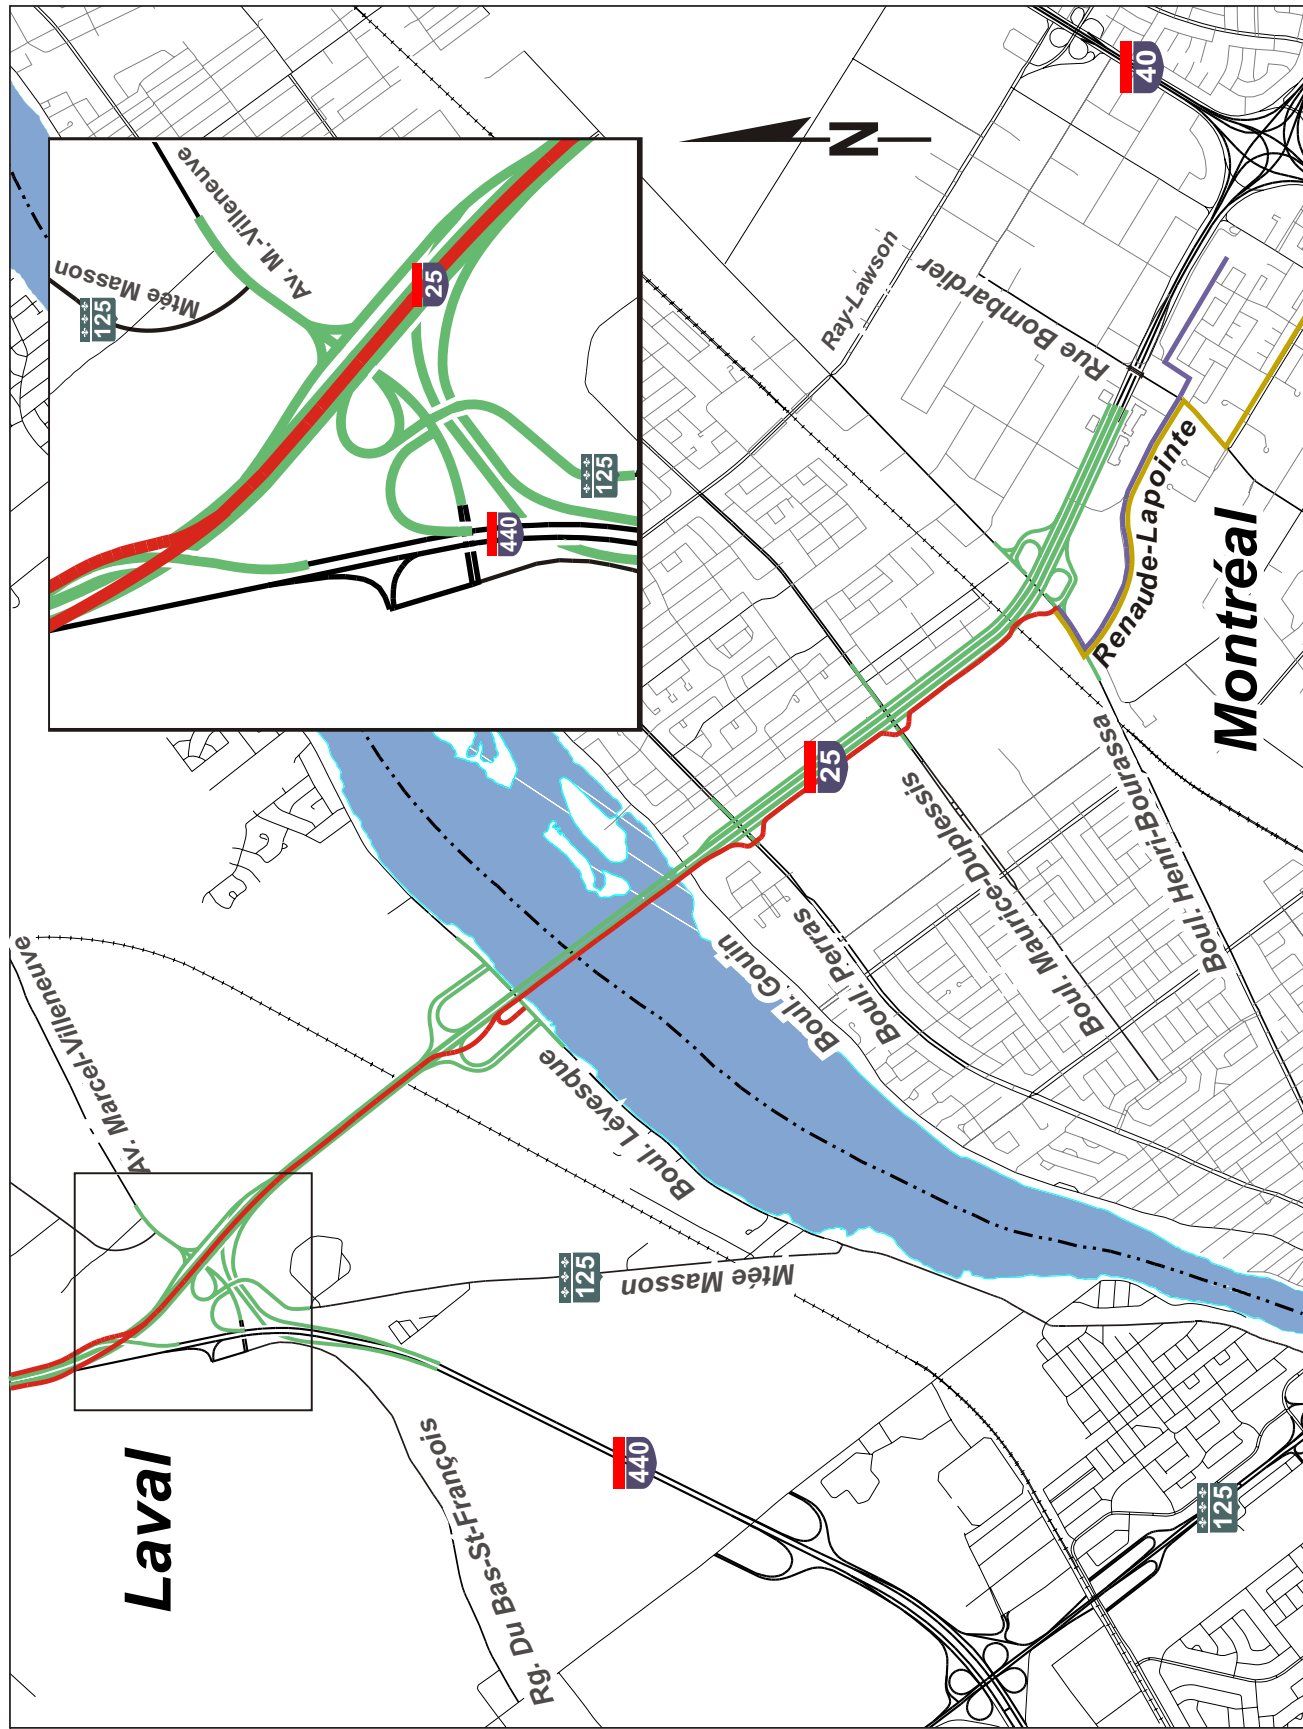 Mtée Masson
125
Av. M.-Villeneuve
25
440
125
N
40
Ray-Lawson
Rue Bombardier
Renaude-Lapointe
Montréal
25
Boul. Henri-Bourasssa
Boul. Maurice-Duplessis
Boul. Perras
Boul. Gouin
Boul. Lévesque
Av. Marcel-Villeneuve
125
Mtée Masson
Laval
Rg. Du Bas-St-François
440
125